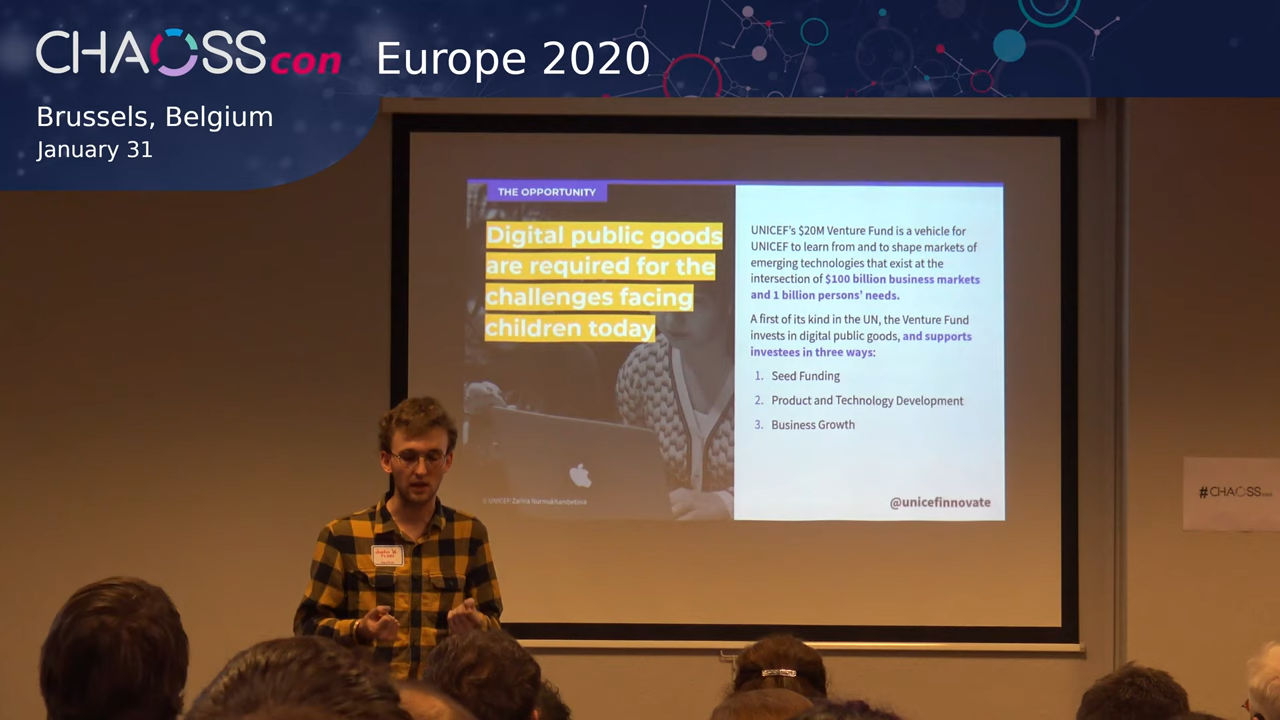 CHAOSScon Europe 2020
Brussels, Belgium
January 31
THE OPPORTUNITY
Digital public goods
are required for the
challenges facing
children today
© UNICEF/ Zarina Nurmukhambetova
UNICEF's $20M Venture Fund is a vehicle for
UNICEF to learn from and to shape markets of
emerging technologies that exist at the
intersection of $100 billion business markets
and 1 billion persons' needs.
A first of its kind in the UN, the Venture Fund
invests in digital public goods, and supports
investees in three ways:
1. Seed Funding
2. Product and Technology Development
3. Business Growth
@unicefinnovate
#CHAOSScon